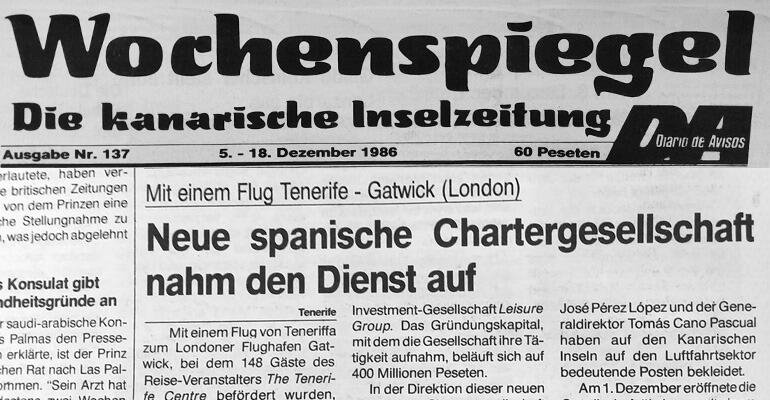 Wochenspiegel
Die kanarische Inselzeitung
DA
Diario de Avisos
Ausgabe Nr. 137
5. - 18. Dezember 1986
60 Peseten
erlautete, haben ver-
e britischen Zeitungen
von dem Prinzen eine
che Stellungnahme zu
n, was jedoch abgelehnt
s Konsulat gibt
ndheitsgründe an
r saudi-arabische Kon-
s Palmas den Presse-
n erklärte, ist der Prinz
chen Rat nach Las Pal-
ommen. “Sein Arzt hat
zwei Wochen
Mit einem Flug Tenerife - Gatwick (London)
Neue spanische Chartergesellschaft
nahm den Dienst auf
Tenerife
Mit einem Flug von Teneriffa
zum Londoner Flughafen Gat-
wick, bei dem 148 Gäste des
Reise-Veranstalters The Teneri-
fe Centre befördert wurden,
Investment-Gesellschaft Leisure
Group. Das Gründungskapital,
mit dem die Gesellschaft ihre Tä-
tigkeit aufnahm, beläuft sich auf
400 Millionen Peseten.
In der Direktion dieser neuen
José Pérez López und der Gene-
raldirektor Tomás Cano Pascual
haben auf den Kanarischen
Inseln auf den Luftfahrtsektor
bedeutende Posten bekleidet.
Am 1. Dezember eröffnete die